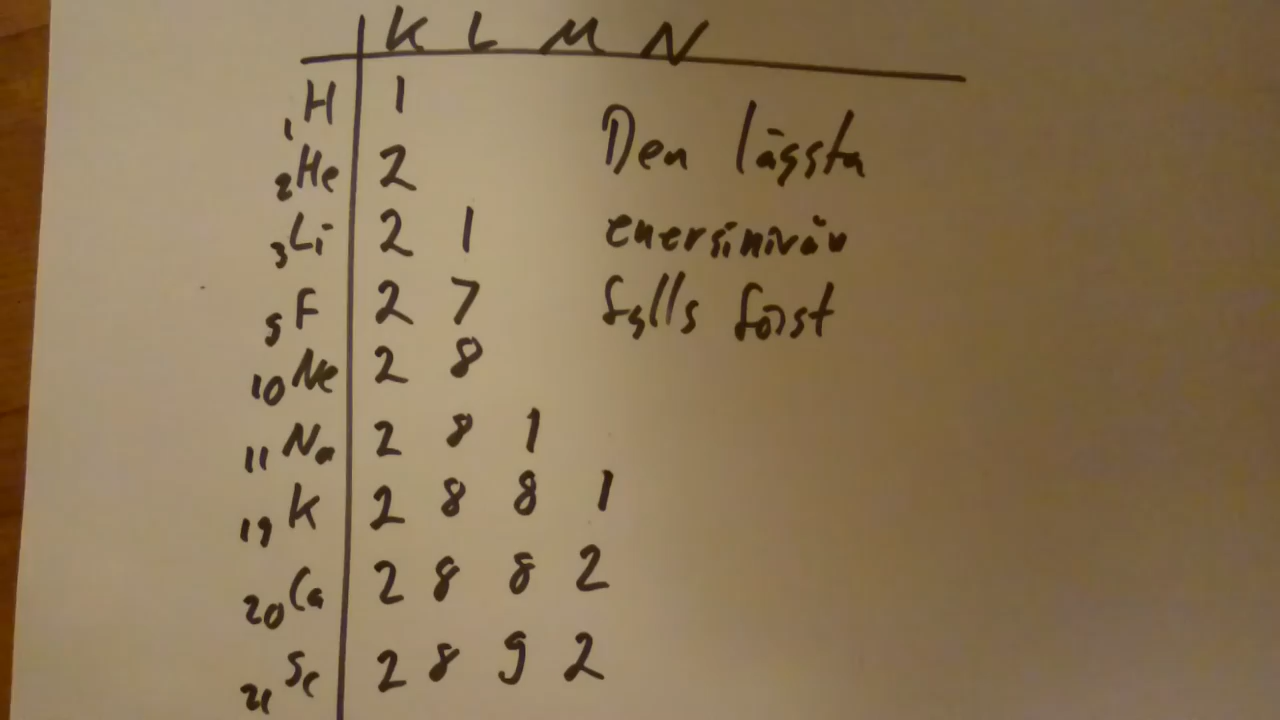 K L M N
₁H 1
₂He 2
₃Li 2 1
₉F 2 7
₁₀Ne 2 8
₁₁Na 2 8 1
₁₉K 2 8 8 1
₂₀Ca 2 8 8 2
₂₁Sc 2 8 9 2
Den lägsta
energinivån
fylls först